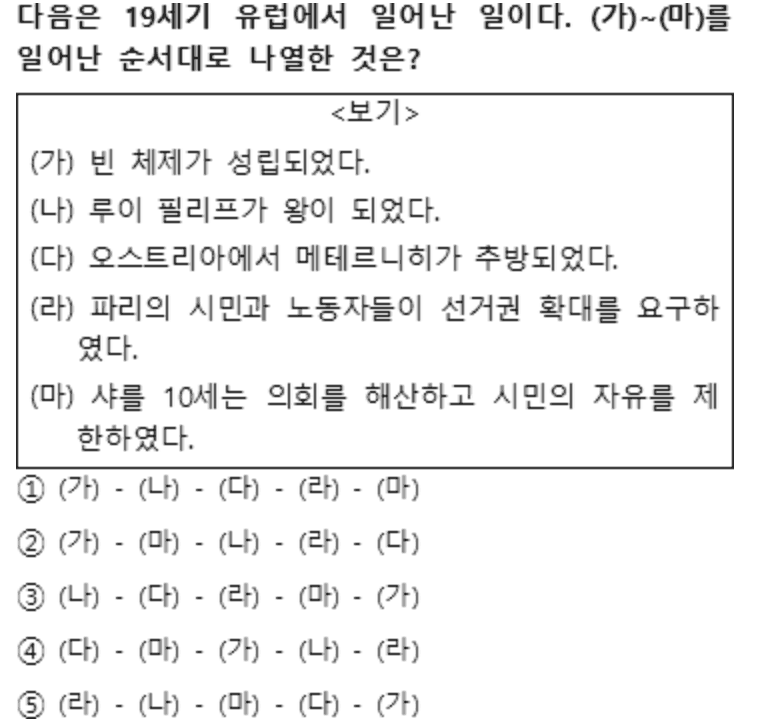 다음은 19세기 유럽에서 일어난 일이다. (가)~(마)를
일어난 순서대로 나열한 것은?
<보기>
(가) 빈 체제가 성립되었다.
(나) 루이 필리프가 왕이 되었다.
(다) 오스트리아에서 메테르니히가 추방되었다.
(라) 파리의 시민과 노동자들이 선거권 확대를 요구하
였다.
(마) 샤를 10세는 의회를 해산하고 시민의 자유를 제
한하였다.
① (가) - (나) - (다) - (라) - (마)
② (가) - (마) - (나) - (라) - (다)
③ (나) - (다) - (라) - (마) - (가)
④ (다) - (마) - (가) - (나) - (라)
⑤ (라) - (나) - (마) - (다) - (가)